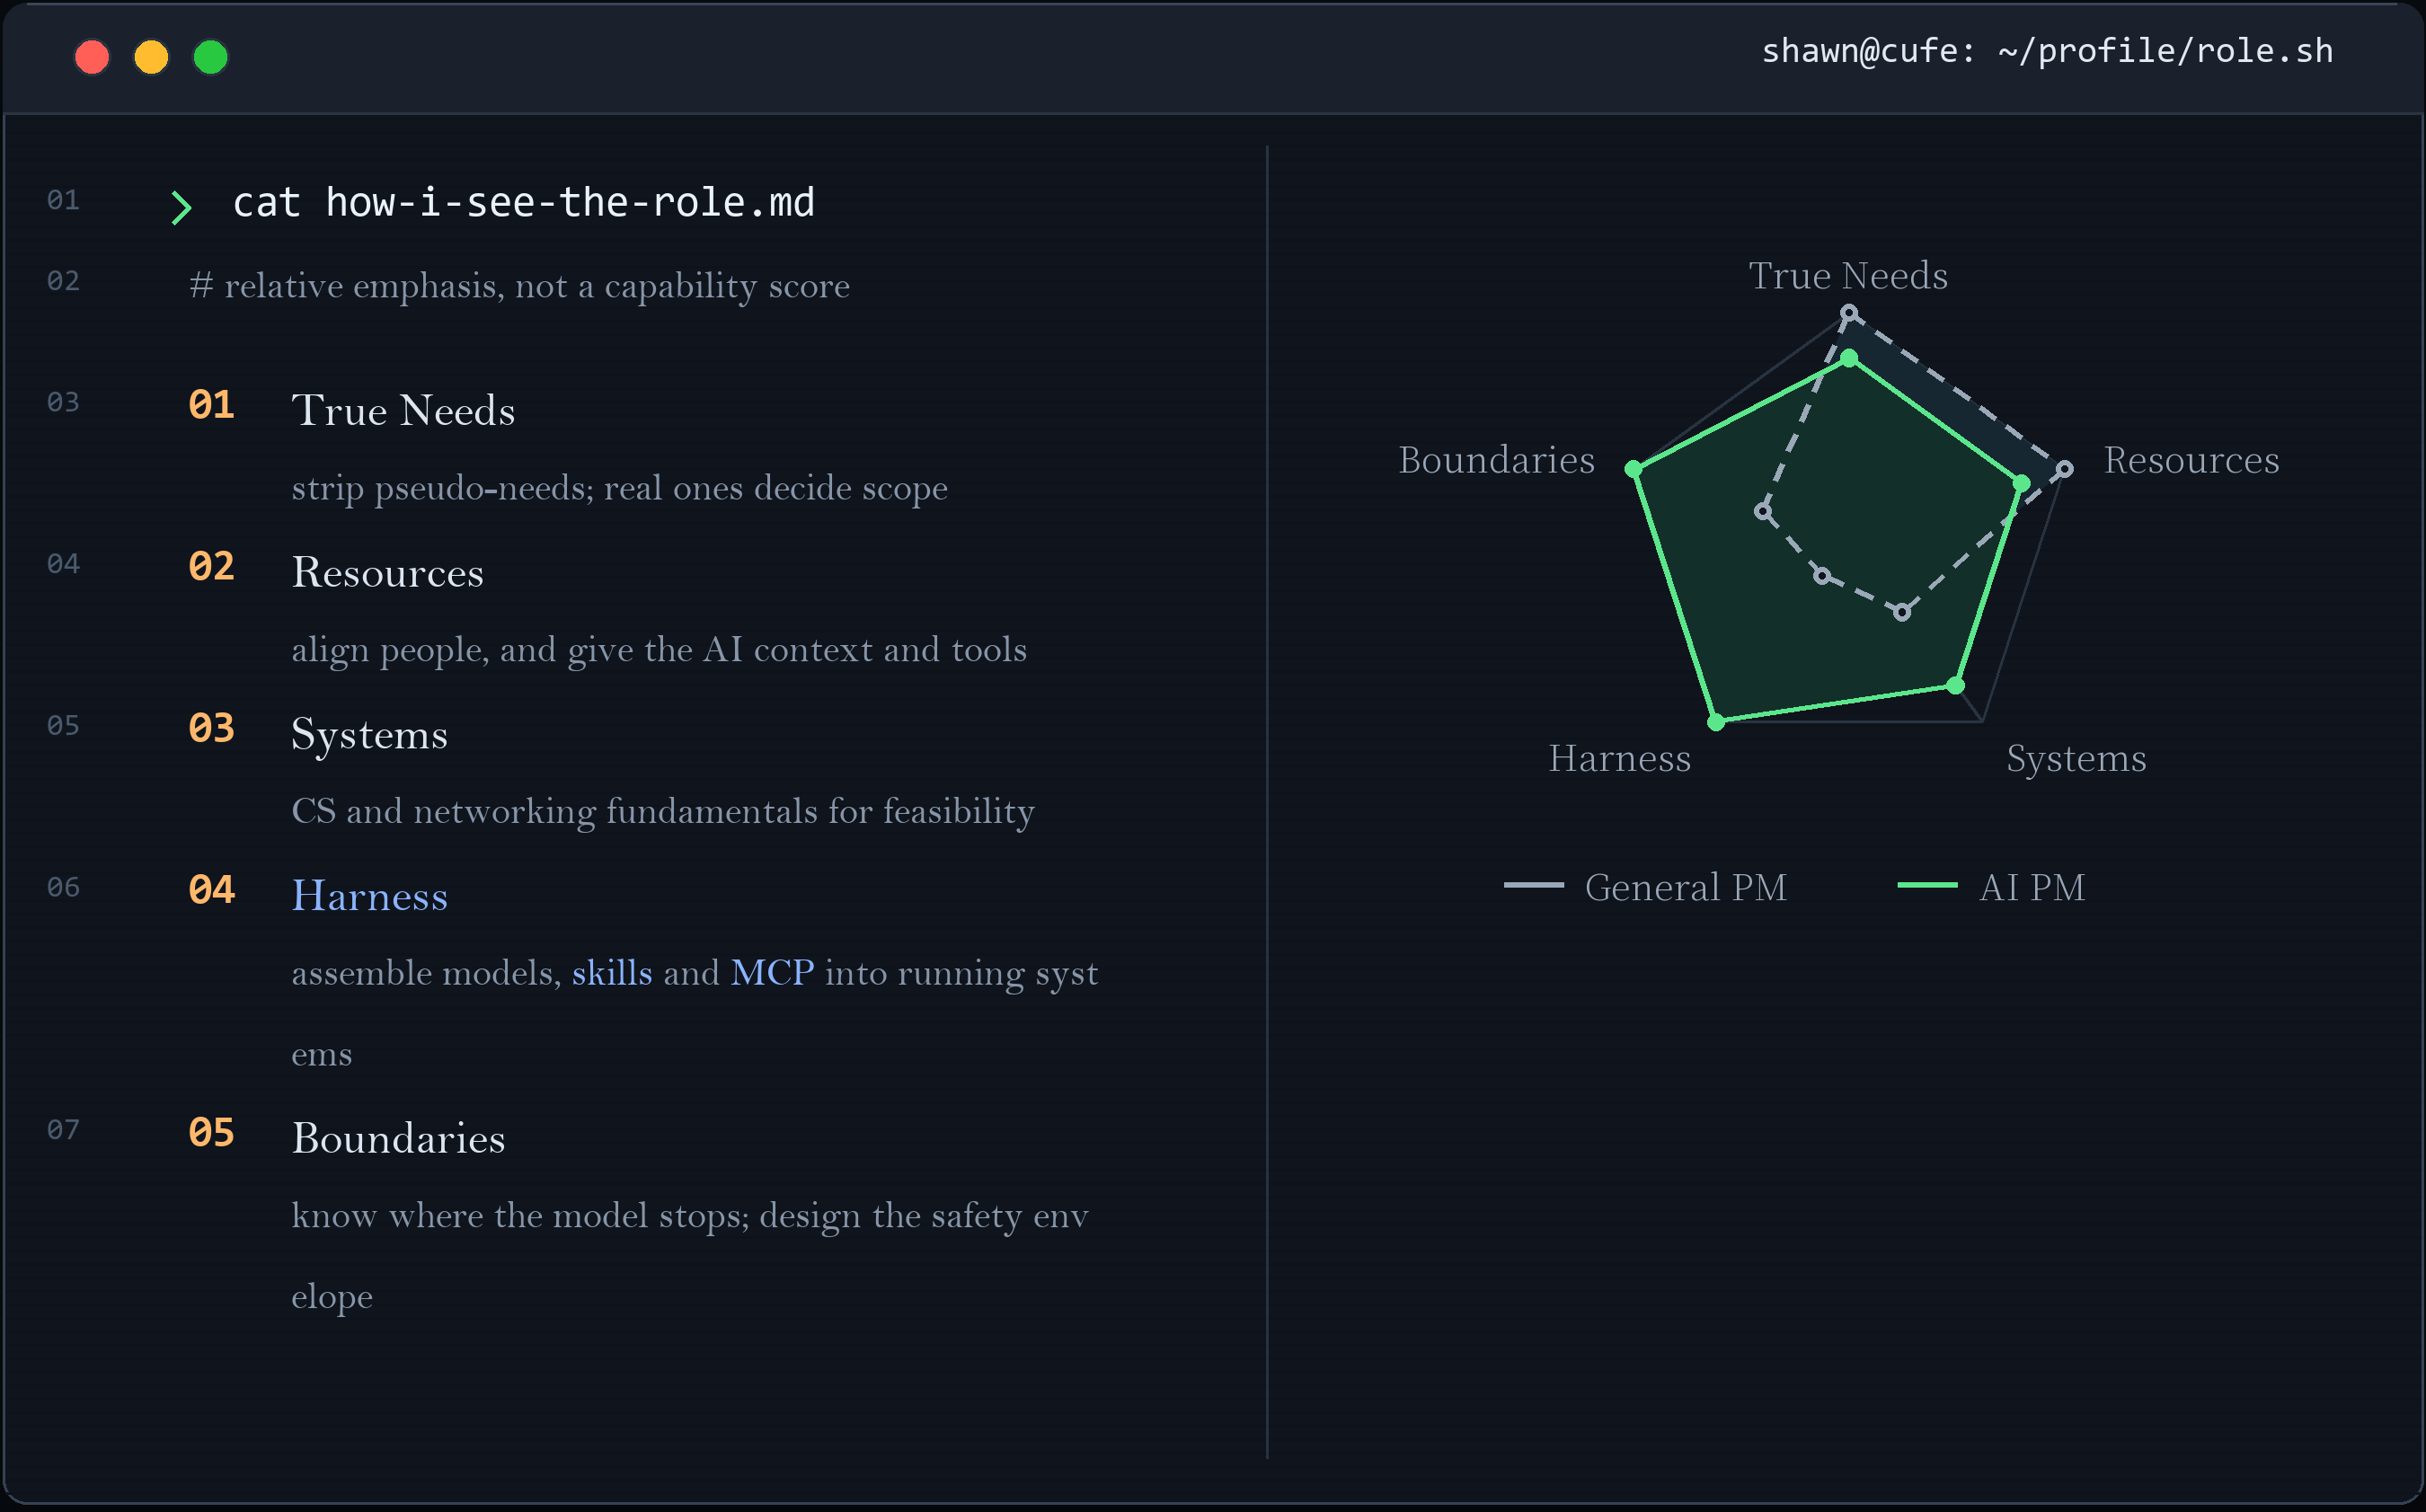 shawn@cufe: ~/profile/role.sh
01 > cat how-i-see-the-role.md
02 # relative emphasis, not a capability score
03 01 True Needs
strip pseudo-needs; real ones decide scope
04 02 Resources
align people, and give the AI context and tools
05 03 Systems
CS and networking fundamentals for feasibility
06 04 Harness
assemble models, skills and MCP into running syst
ems
07 05 Boundaries
know where the model stops; design the safety env
elope
True Needs
Boundaries
Resources
Harness
Systems
General PM
AI PM